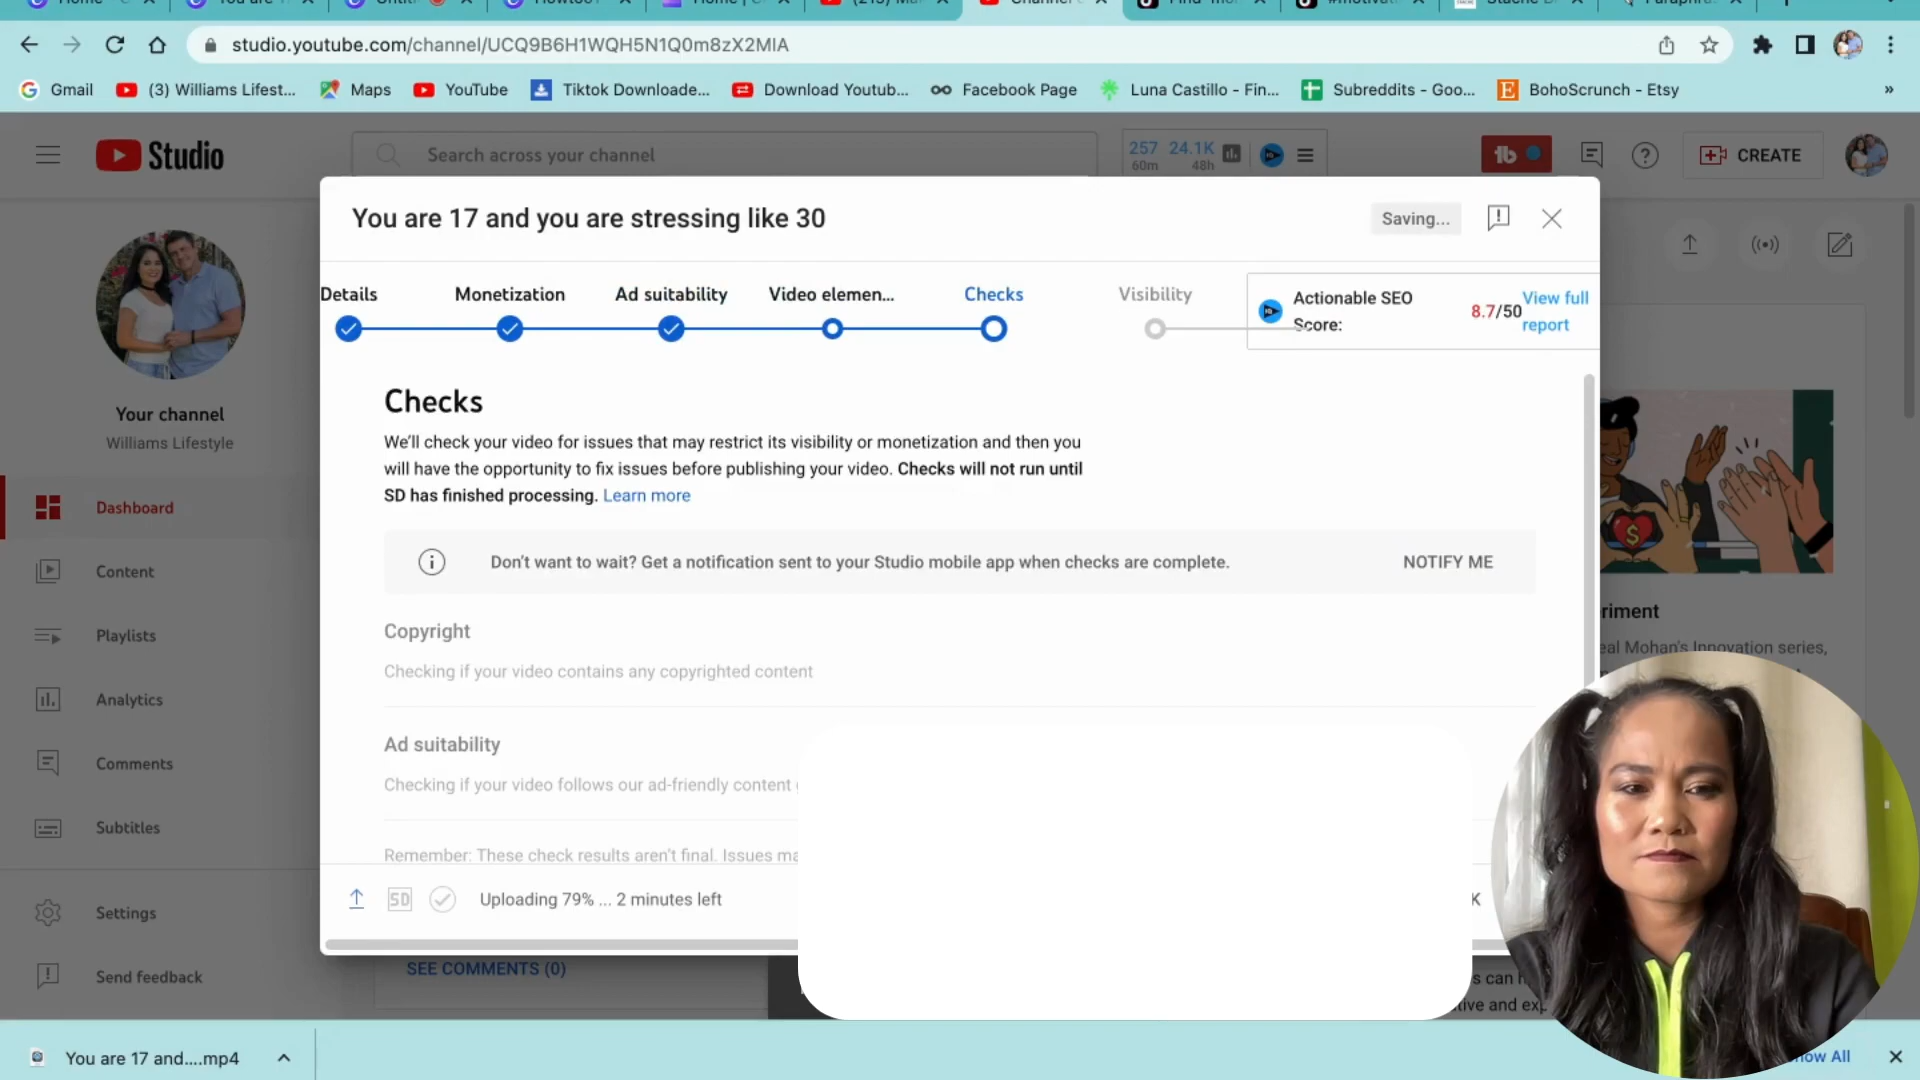 studio.youtube.com/channel/UCQ9B6H1WQH5N1Q0m8zX2MlA
Gmail
(3) Williams Lifest...
Maps
YouTube
Tiktok Downloade...
Download Youtub...
Facebook Page
Luna Castillo - Fin...
Subreddits - Goo...
BohoScrunch - Etsy
»
Studio
Search across your channel
257 24.1K
60m 48h
CREATE
You are 17 and you are stressing like 30
Saving...
Details
Monetization
Ad suitability
Video elemen...
Checks
Visibility
Actionable SEO
Score:
8.7/50
View full
report
Your channel
Williams Lifestyle
Dashboard
Content
Playlists
Analytics
Comments
Subtitles
Settings
Send feedback
Checks
We'll check your video for issues that may restrict its visibility or monetization and then you
will have the opportunity to fix issues before publishing your video. Checks will not run until
SD has finished processing. Learn more
Don't want to wait? Get a notification sent to your Studio mobile app when checks are complete.
NOTIFY ME
Copyright
Checking if your video contains any copyrighted content
Ad suitability
Checking if your video follows our ad-friendly content
Remember: These check results aren't final. Issues
SD
Uploading 79% ... 2 minutes left
SEE COMMENTS (0)
Mohan's Innovation series,
can
You are 17 and....mp4
All